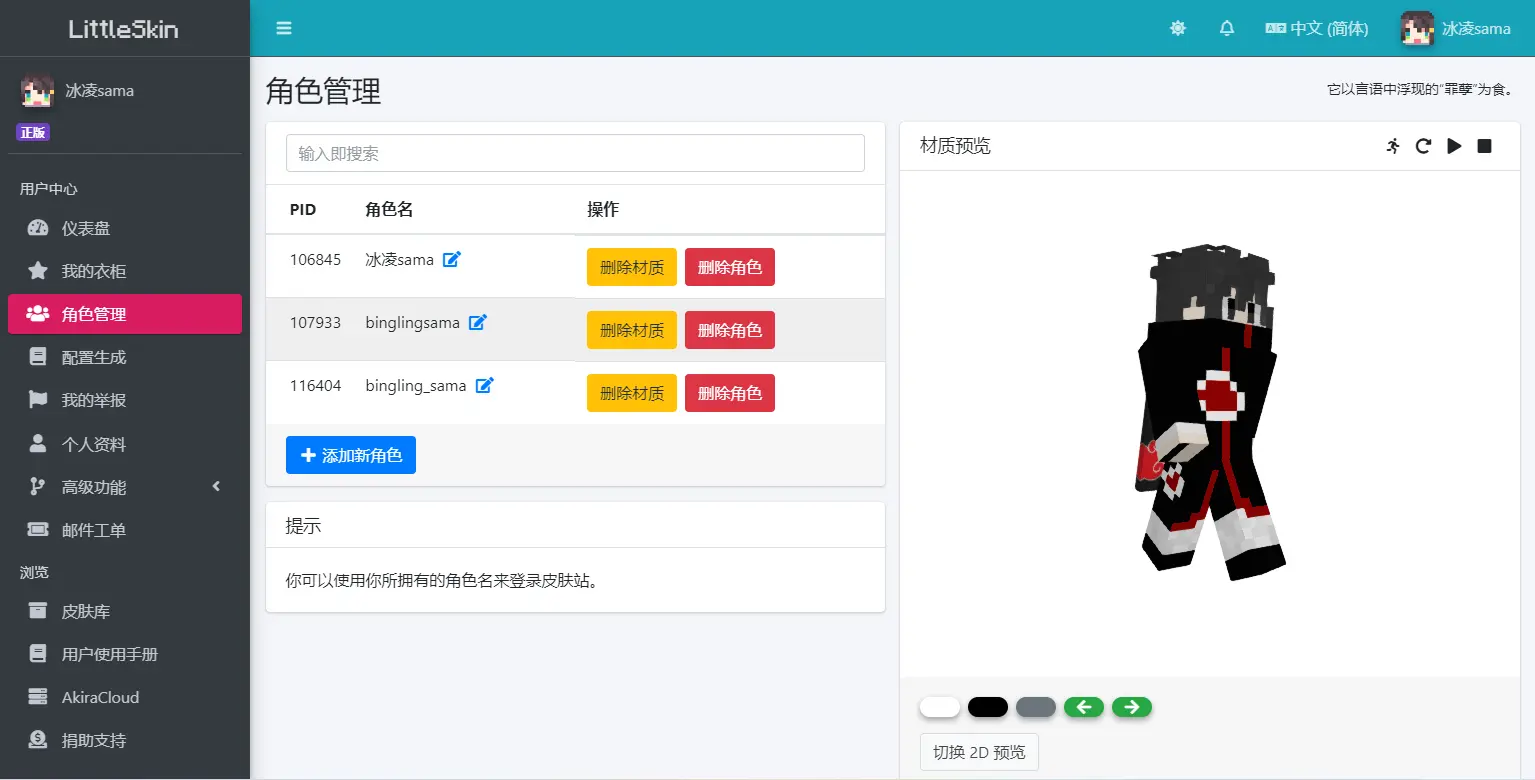 LittleSkin
中文 (简体)
冰凌sama
冰凌sama
正版
用户中心
仪表盘
我的衣柜
角色管理
配置生成
我的举报
个人资料
高级功能
邮件工单
浏览
皮肤库
用户使用手册
AkiraCloud
捐助支持
角色管理
它以言语中浮现的“罪孽”为食。
输入即搜索
PID 角色名 操作
106845 冰凌sama 删除材质 删除角色
107933 binglingsama 删除材质 删除角色
116404 bingling_sama 删除材质 删除角色
添加新角色
提示
你可以使用你所拥有的角色名来登录皮肤站。
材质预览
切换 2D 预览